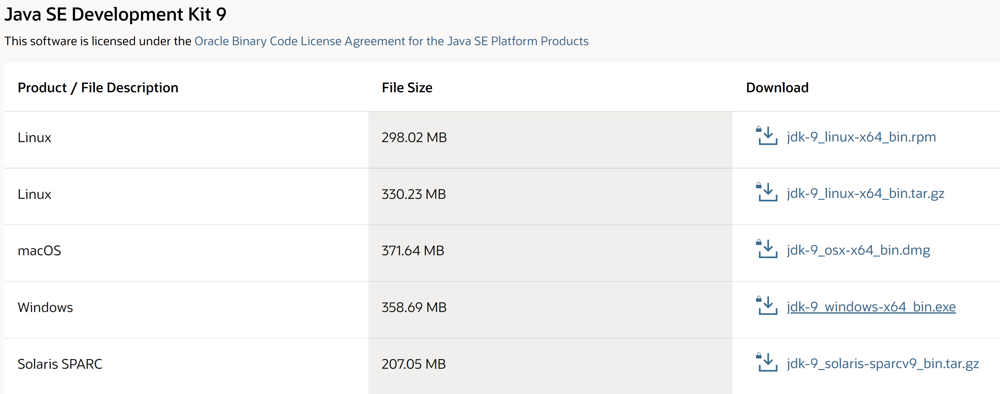 Java SE Development Kit 9
This software is licensed under the Oracle Binary Code License Agreement for the Java SE Platform Products
Product / File Description File Size Download
Linux 298.02 MB jdk-9_linux-x64_bin.rpm
Linux 330.23 MB jdk-9_linux-x64_bin.tar.gz
macOS 371.64 MB jdk-9_osx-x64_bin.dmg
Windows 358.69 MB jdk-9_windows-x64_bin.exe
Solaris SPARC 207.05 MB jdk-9_solaris-sparcv9_bin.tar.gz